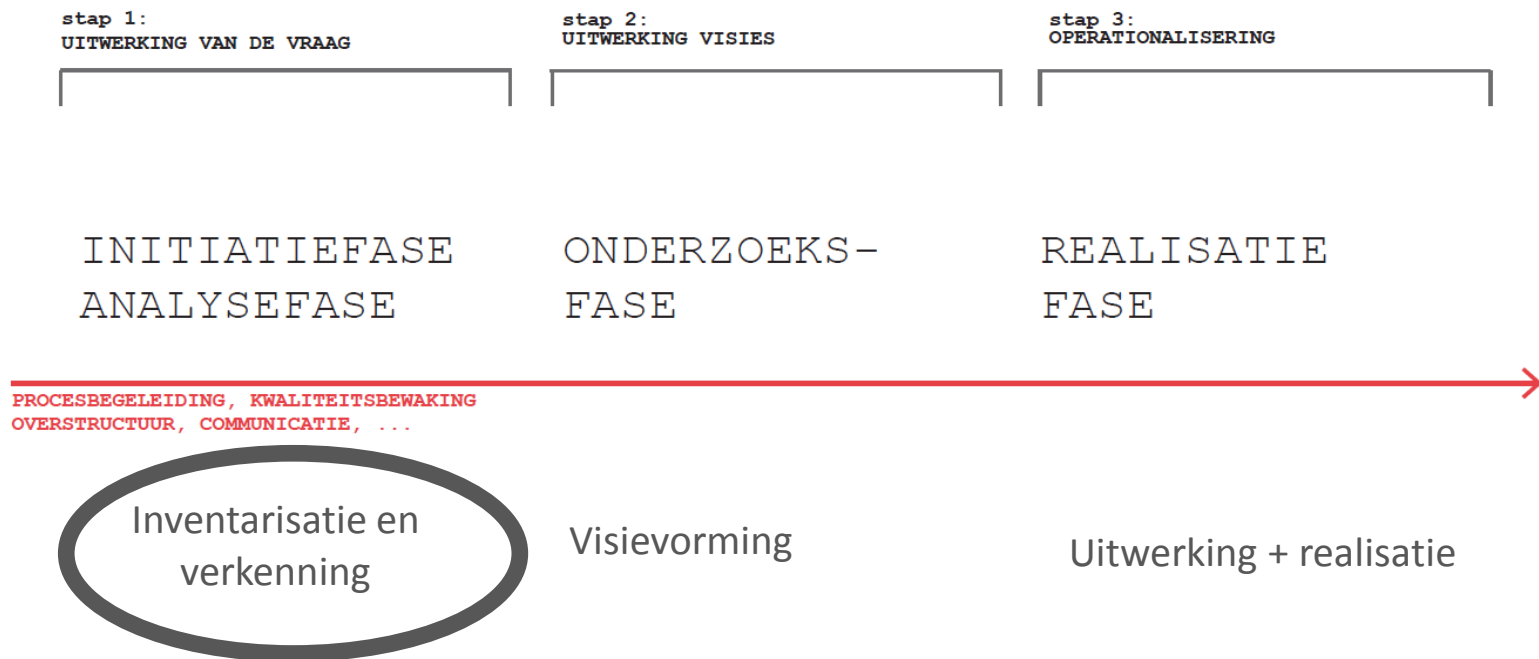 stap 1:
UITWERKING VAN DE VRAAG
stap 2:
UITWERKING VISIES
stap 3:
OPERATIONALISERING
INITIATIEFASE
ANALYSEFASE
ONDERZOEKS-
FASE
REALISATIE
FASE
PROCESBEGELEIDING, KWALITEITSBEWAKING
OVERSTRUCTUUR, COMMUNICATIE, ...
Inventarisatie en
verkenning
Visievorming
Uitwerking + realisatie